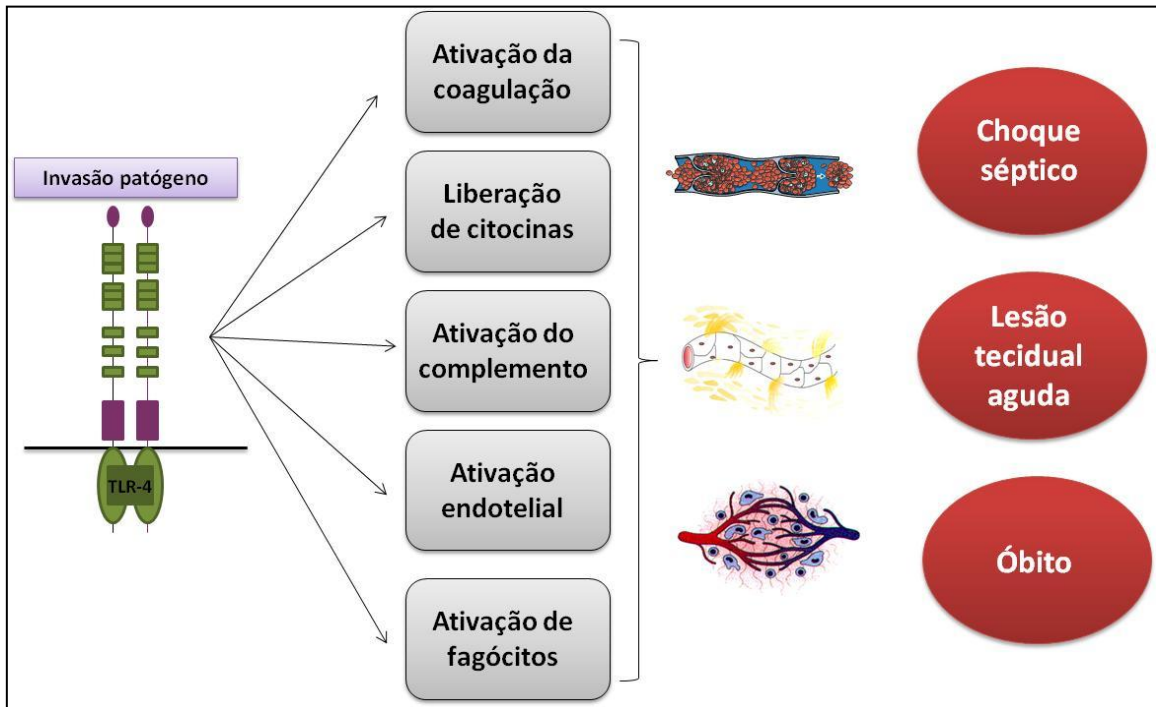 Invasão patógeno
TLR-4
Ativação da
coagulação
Liberação
de citocinas
Ativação do
complemento
Ativação
endotelial
Ativação de
fagócitos
Choque
séptico
Lesão
tecidual
aguda
Óbito